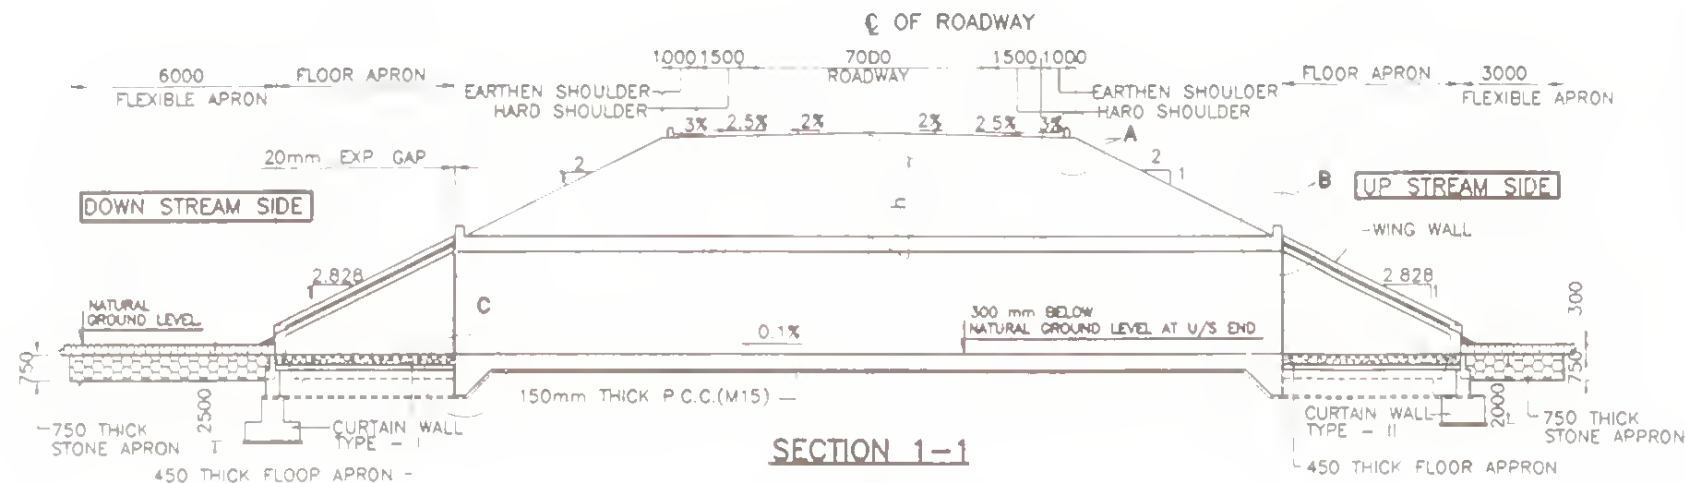 ℄ OF ROADWAY
6000
FLEXIBLE APRON
FLOOR APRON
1000
1500
7000
ROADWAY
1500
1000
FLOOR APRON
3000
FLEXIBLE APRON
EARTHEN SHOULDER
HARD SHOULDER
EARTHEN SHOULOER
HARD SHOULDER
3%
2.5%
2%
2%
2.5%
3%
A
20mm EXP GAP
2
2
1
B
DOWN STREAM SIDE
UP STREAM SIDE
h
WING WALL
2.828
2.828
1
NATURAL
GROUND LEVEL
C
300 mm BELOW
NATURAL GROUND LEVEL AT U/S END
0.1%
300
750
750
150mm THICK P.C.C.(M15)
2500
2000
CURTAIN WALL
TYPE - I
CURTAIN WALL
TYPE - II
750 THICK
STONE APRON
750 THICK
STONE APPRON
450 THICK FLOOP APRON
450 THICK FLOOR APPRON
SECTION 1-1